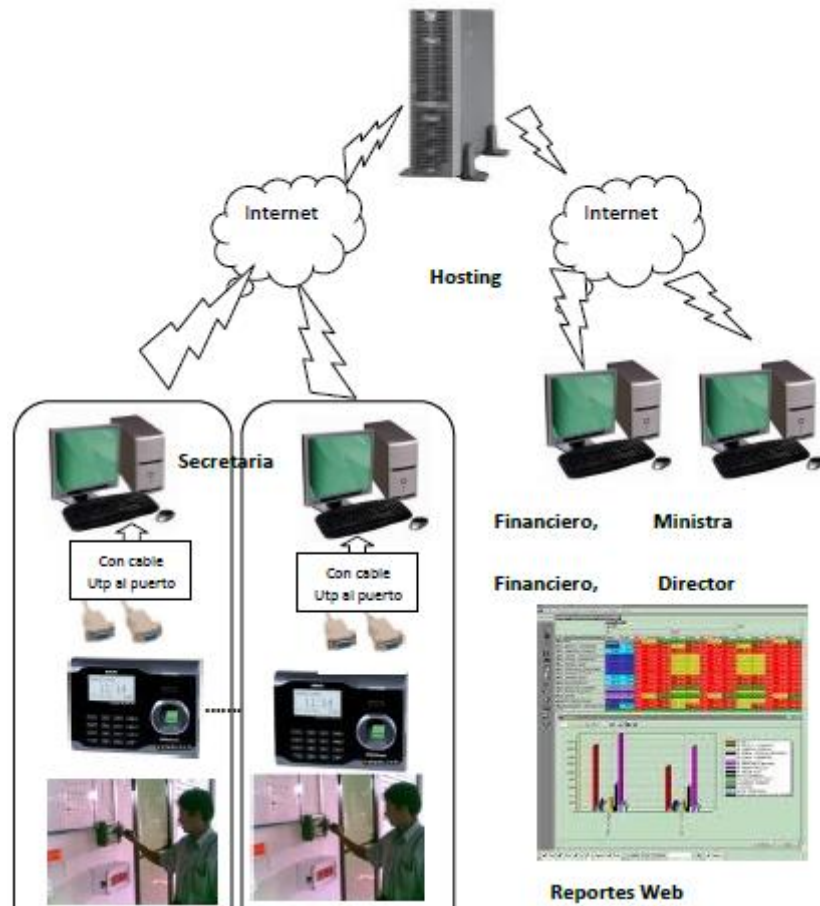 Internet
Internet
Hosting
Secretaria
Financiero, Ministra
Con cable
Utp al puerto
Con cable
Utp al puerto
Financiero, Director
Reportes Web